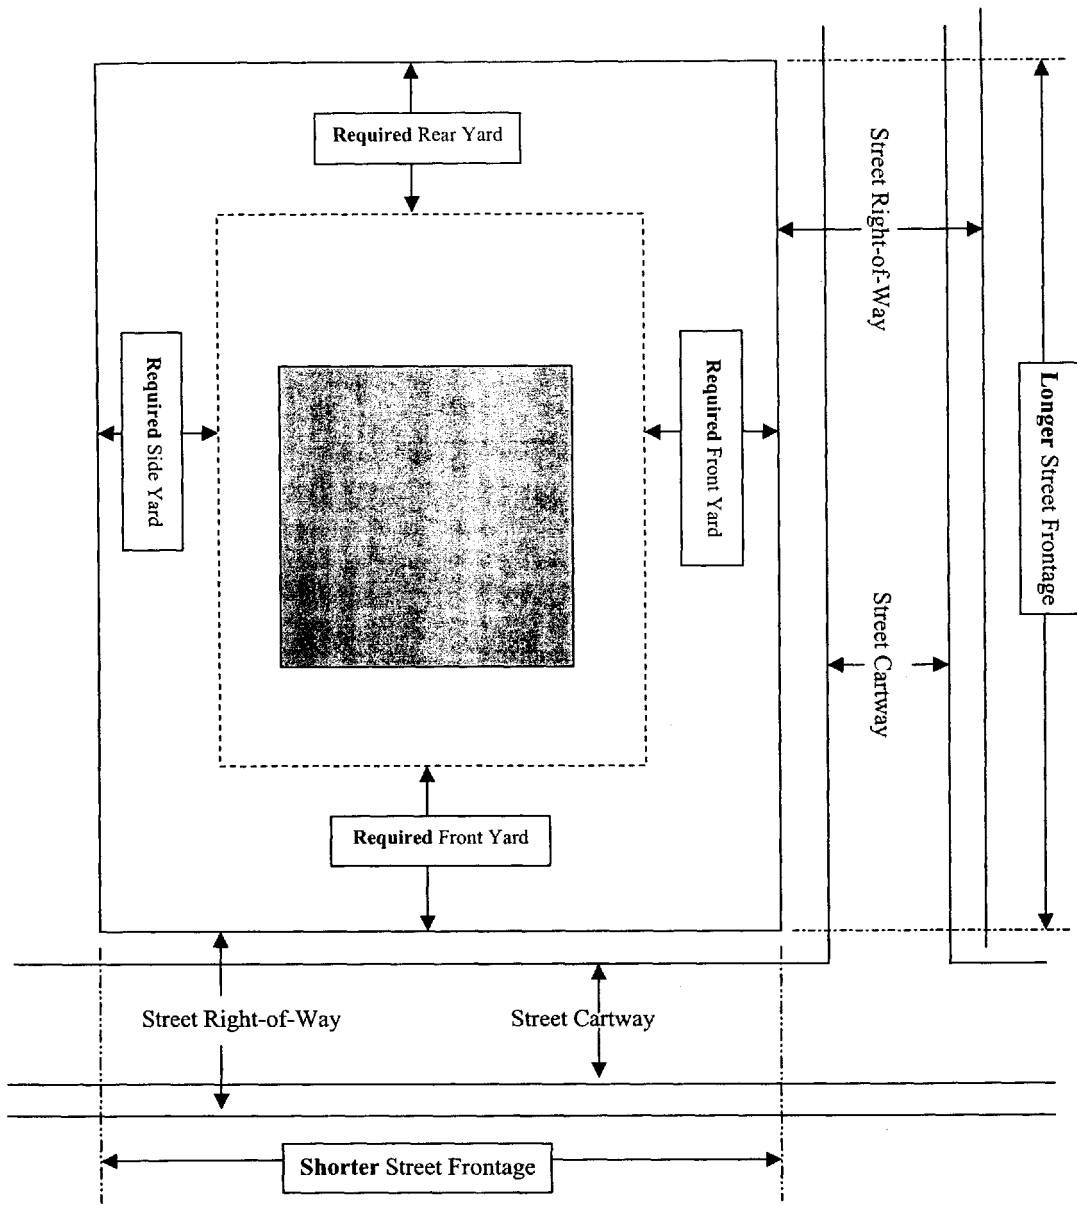 Required Rear Yard
Street Right-of-Way
Required Side Yard
Required Front Yard
Longer Street Frontage
Street Cartway
Required Front Yard
Street Right-of-Way
Street Cartway
Shorter Street Frontage